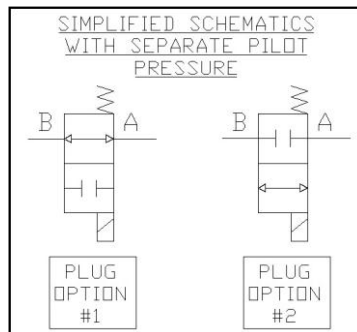 SIMPLIFIED SCHEMATICS
WITH SEPARATE PILOT
PRESSURE
B A
B A
PLUG
OPTION
#1
PLUG
OPTION
#2